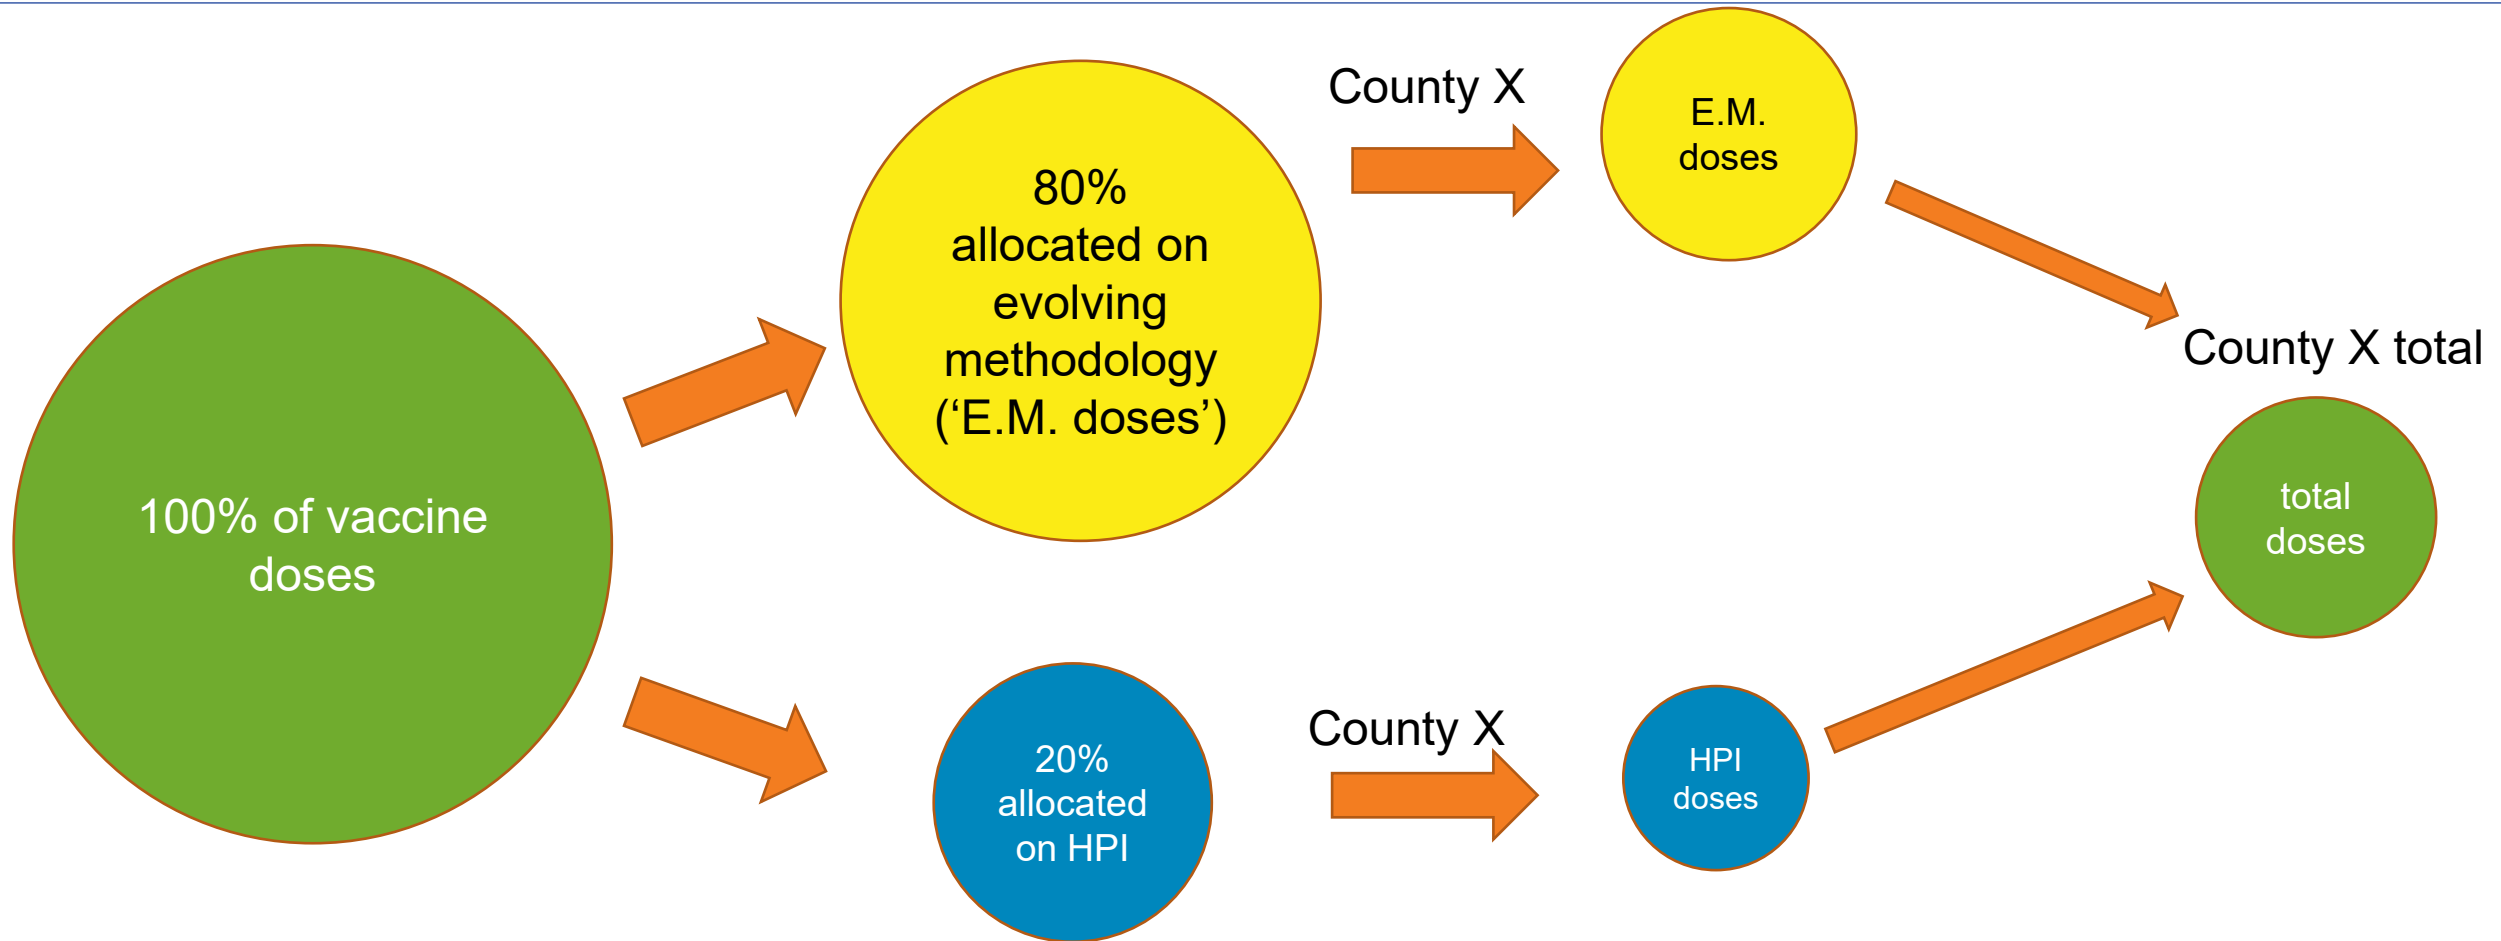 100% of vaccine
doses
80%
allocated on
evolving
methodology
(‘E.M. doses’)
20%
allocated
on HPI
County X
E.M.
doses
County X
HPI
doses
County X total
total
doses